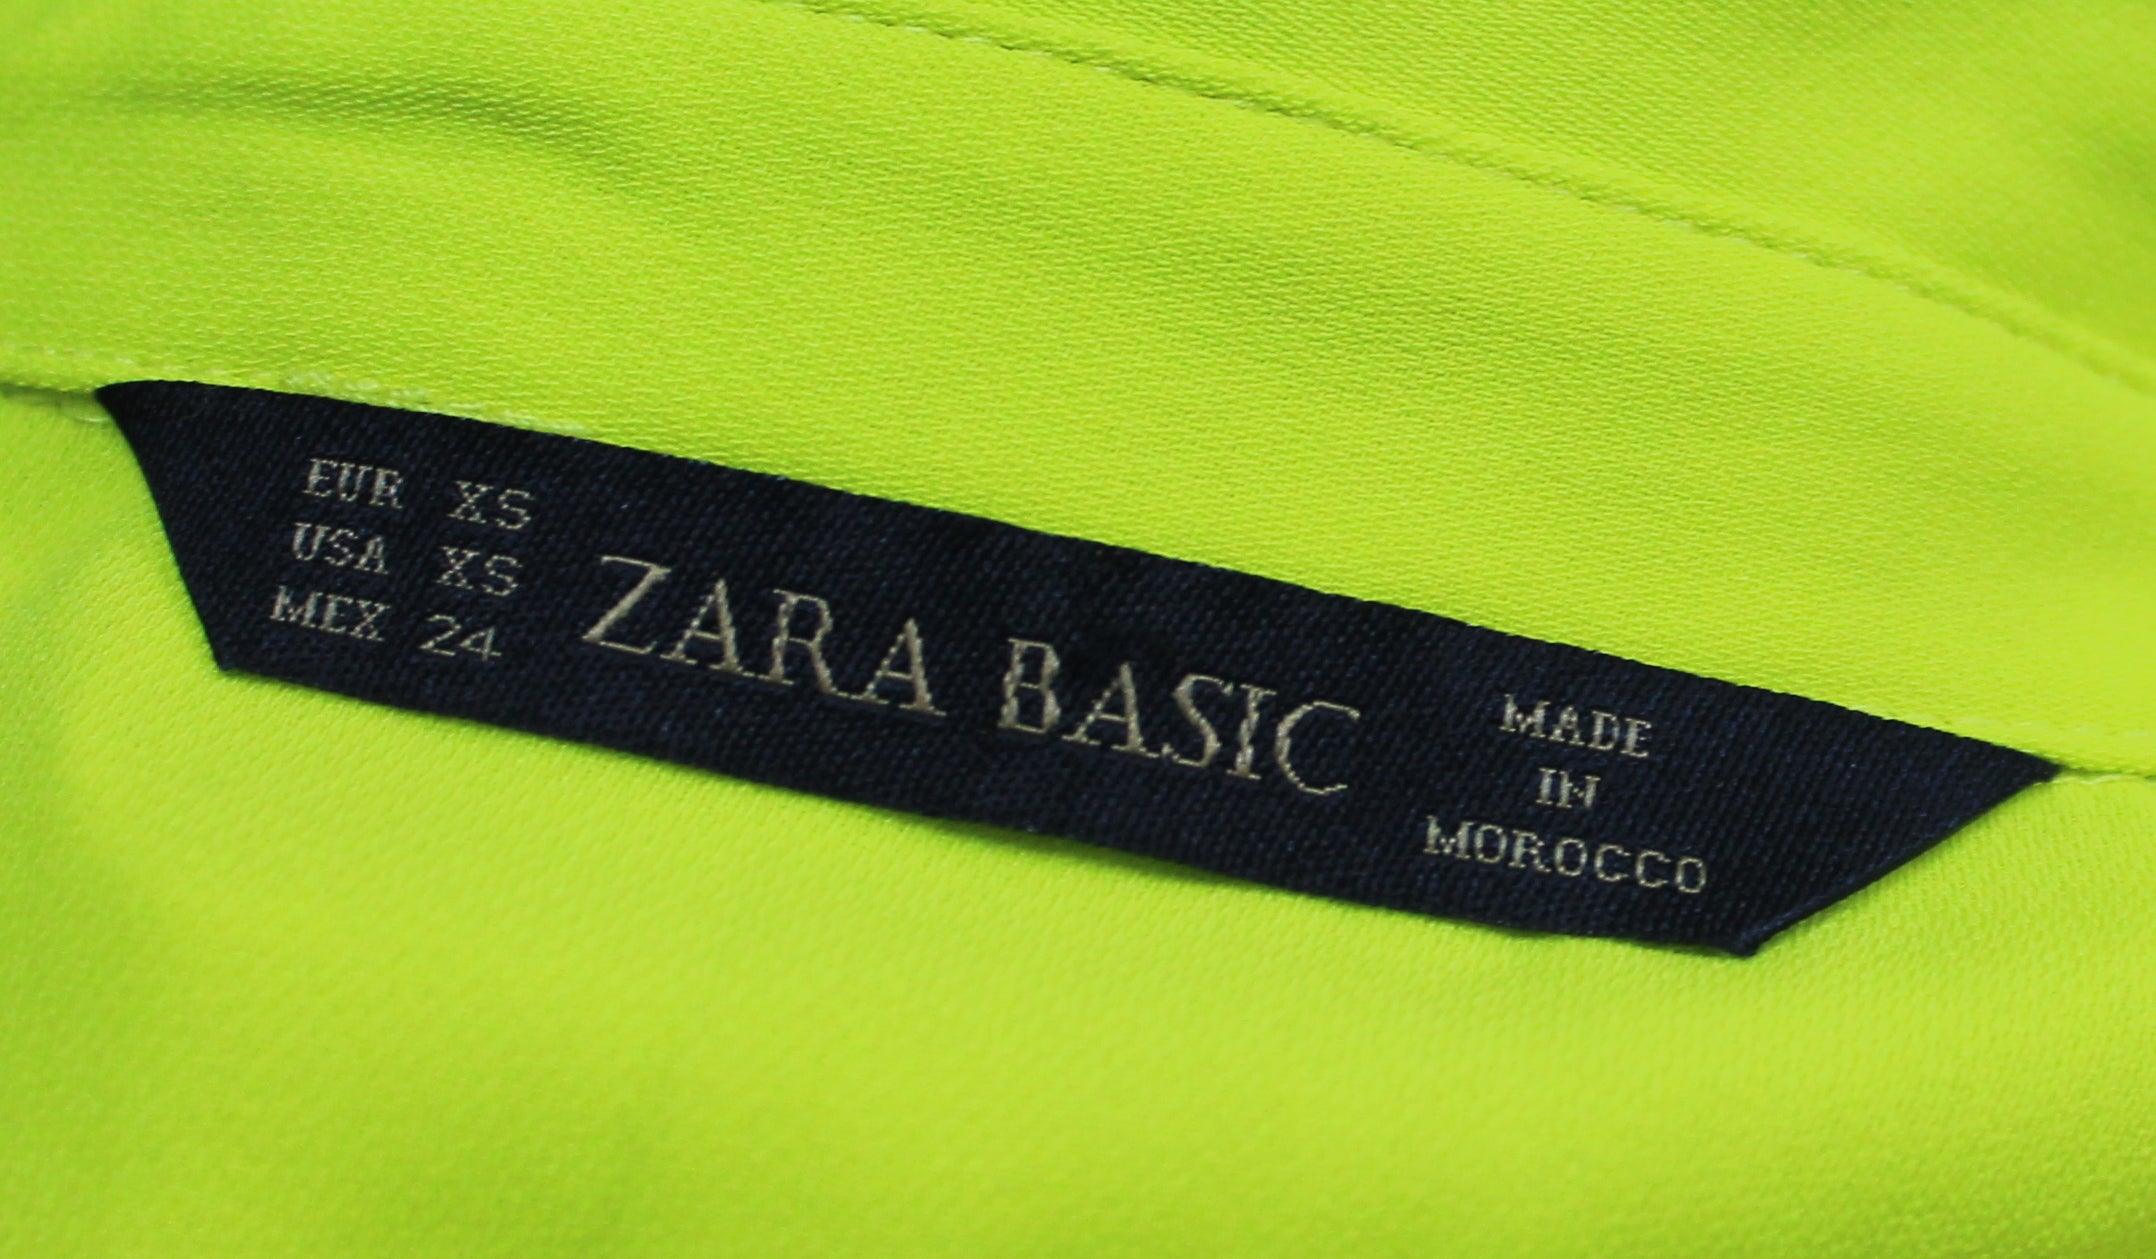 EUR XS
USA XS
MEX 24
ZARA BASIC
MADE
IN
MOROCCO